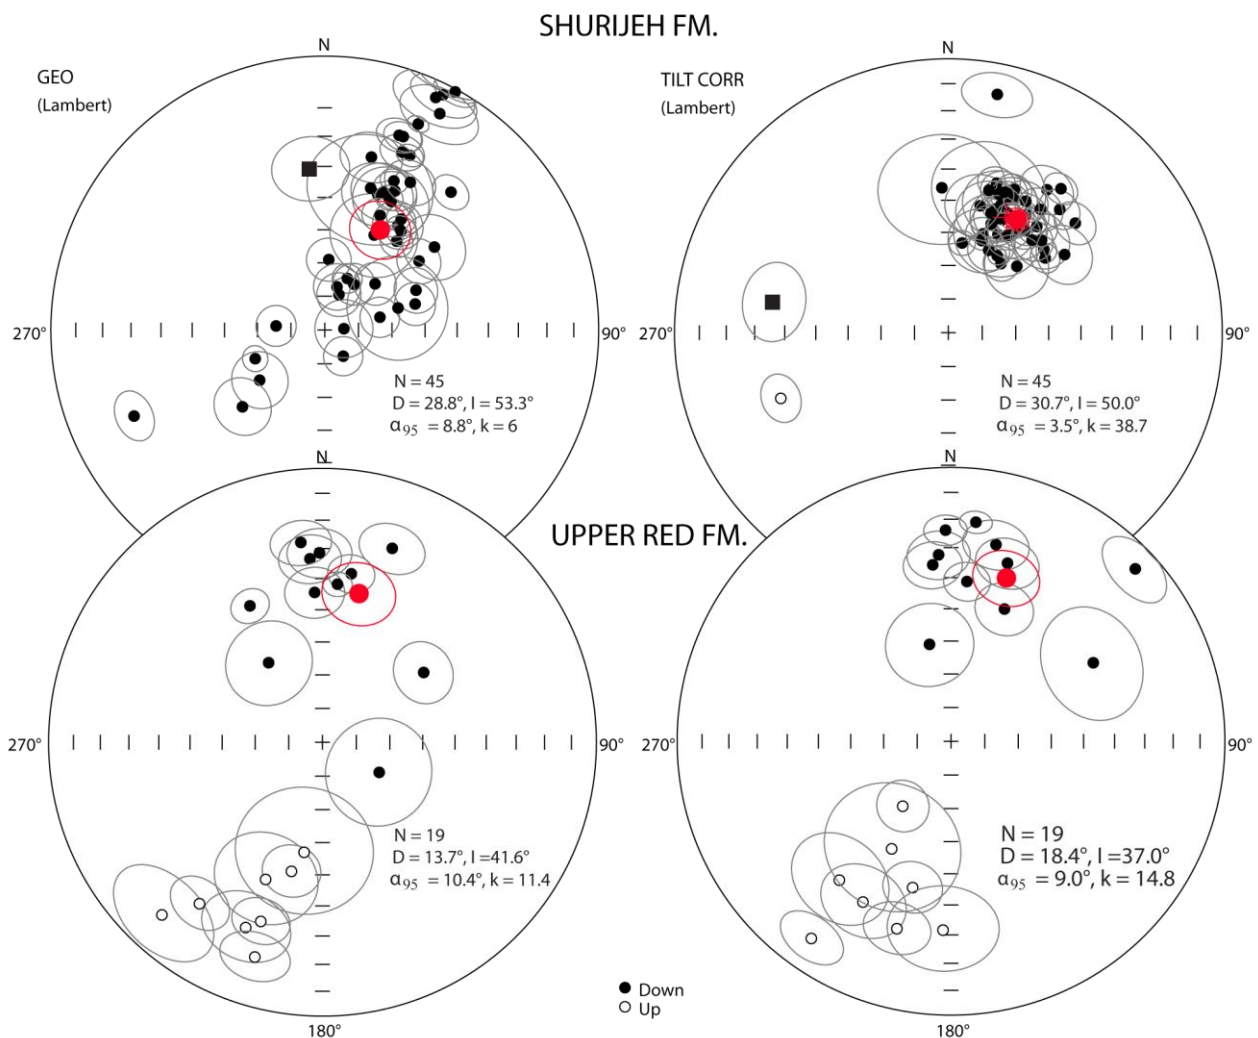 SHURIJEH FM.
GEO
(Lambert)
N
270°
90°
N = 45
D = 28.8°, I = 53.3°
α95 = 8.8°, k = 6
TILT CORR
(Lambert)
N
270°
90°
N = 45
D = 30.7°, I = 50.0°
α95 = 3.5°, k = 38.7
UPPER RED FM.
N
270°
90°
N = 19
D = 13.7°, I =41.6°
α95 = 10.4°, k = 11.4
180°
N
270°
90°
N = 19
D = 18.4°, I =37.0°
α95 = 9.0°, k = 14.8
180°
Down
Up